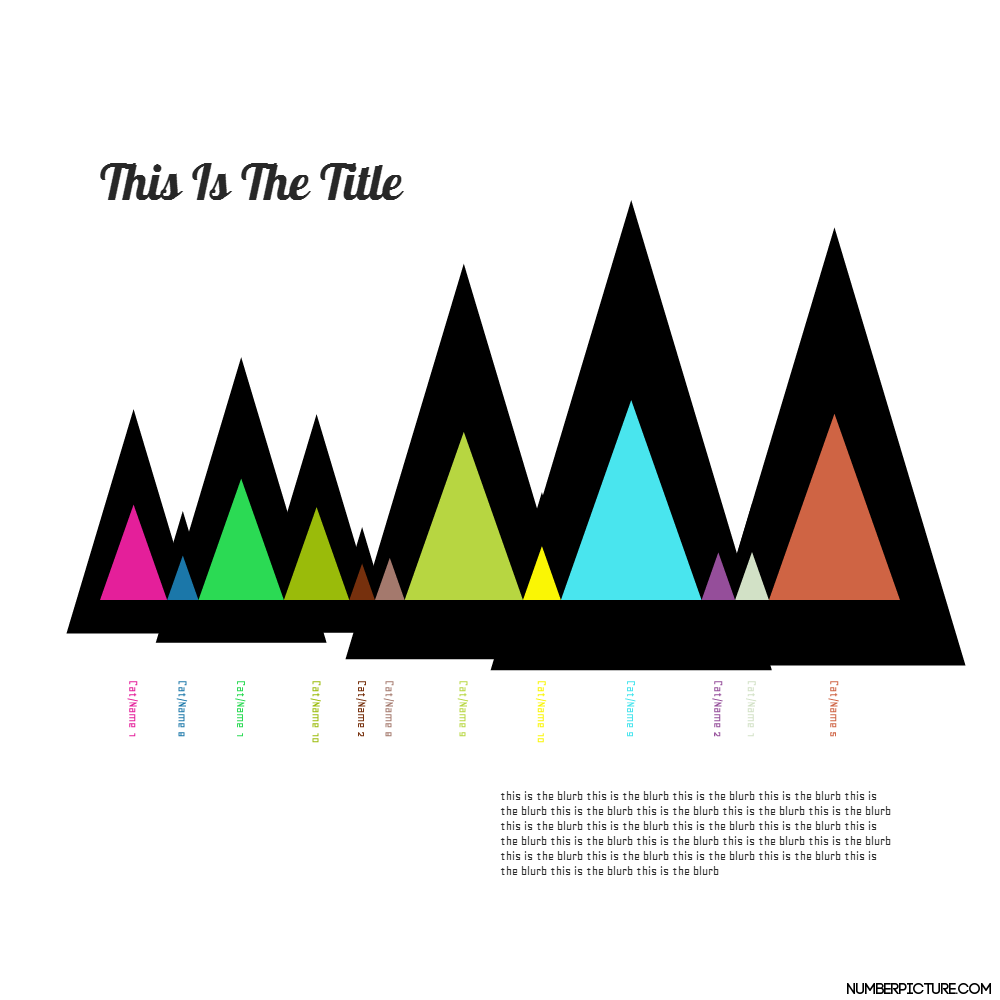 This Is The Title
Cat/Name 1
Cat/Name 8
Cat/Name 1
Cat/Name 10
Cat/Name 2
Cat/Name 8
Cat/Name 9
Cat/Name 10
Cat/Name 9
Cat/Name 2
Cat/Name 1
Cat/Name 5
this is the blurb this is the blurb this is the blurb this is the blurb this is
the blurb this is the blurb this is the blurb this is the blurb this is the blurb
this is the blurb this is the blurb this is the blurb this is the blurb this is
the blurb this is the blurb this is the blurb this is the blurb this is the blurb
this is the blurb this is the blurb this is the blurb this is the blurb this is
the blurb this is the blurb this is the blurb
NUMBERPICTURE.COM